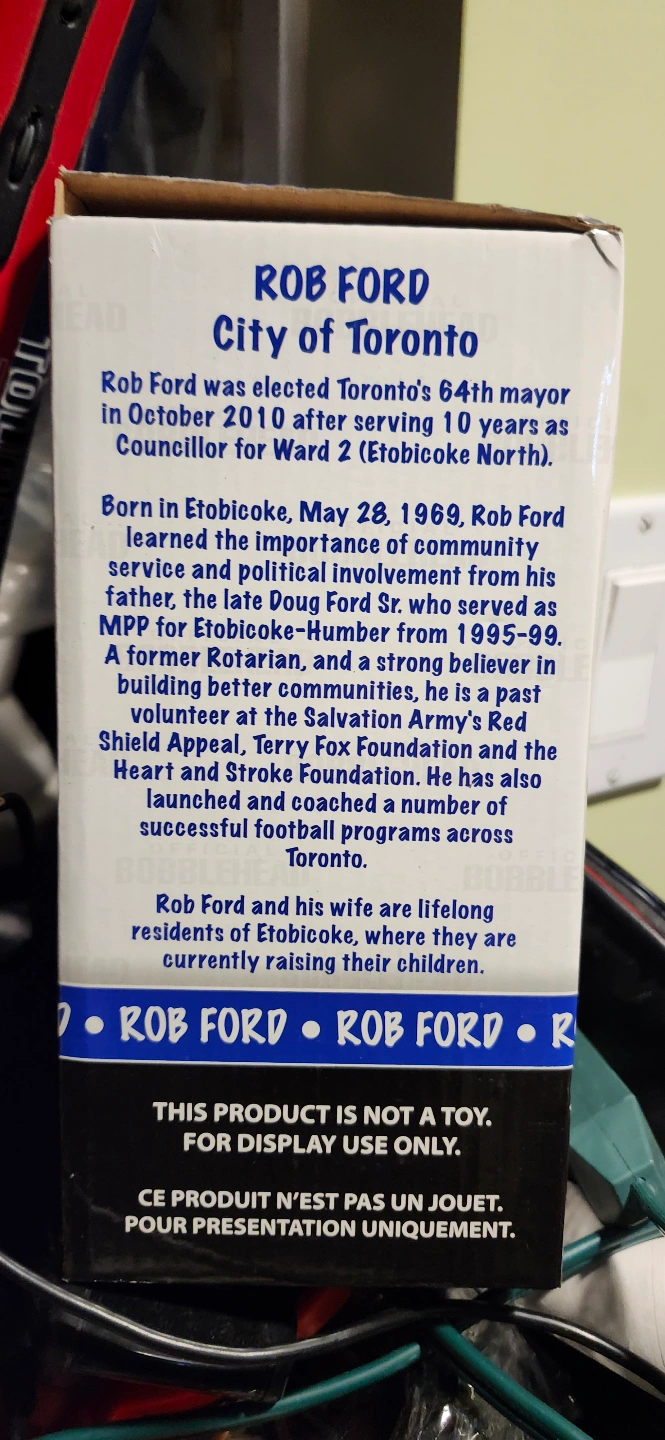 ROB FORD
City of Toronto
Rob Ford was elected Toronto's 64th mayor
in October 2010 after serving 10 years as
Councillor for Ward 2 (Etobicoke North).
Born in Etobicoke, May 28, 1969, Rob Ford
learned the importance of community
service and political involvement from his
father, the late Doug Ford Sr. who served as
MPP for Etobicoke-Humber from 1995-99.
A former Rotarian, and a strong believer in
building better communities, he is a past
volunteer at the Salvation Army's Red
Shield Appeal, Terry Fox Foundation and the
Heart and Stroke Foundation. He has also
launched and coached a number of
successful football programs across
Toronto.
Rob Ford and his wife are lifelong
residents of Etobicoke, where they are
currently raising their children.
D • ROB FORD • ROB FORD • R
THIS PRODUCT IS NOT A TOY.
FOR DISPLAY USE ONLY.
CE PRODUIT N'EST PAS UN JOUET.
POUR PRESENTATION UNIQUEMENT.